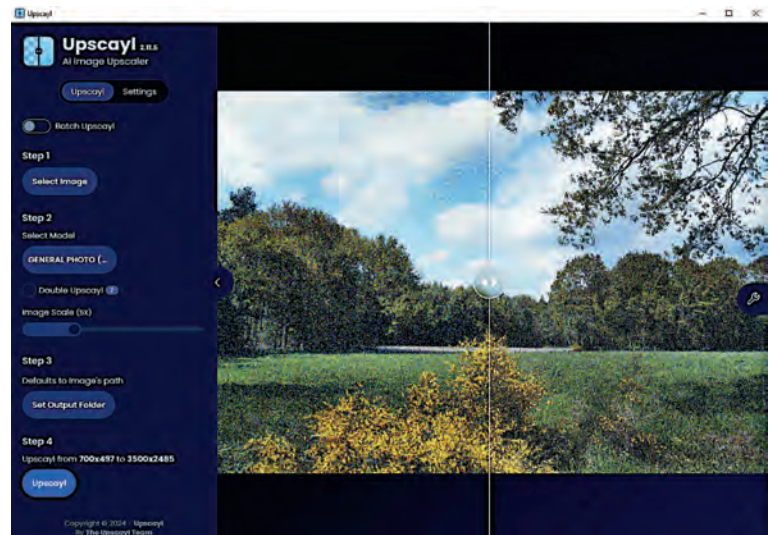 Upscayl
Upscayl 2.11.5
AI Image Upscaler
Upscayl Settings
Batch Upscayl
Step 1
Select Image
Step 2
Select Model
GENERAL PHOTO (...
Double Upscayl ?
Image Scale (5X)
Step 3
Defaults to Image's path
Set Output Folder
Step 4
Upscayl from 700x497 to 3500x2485
Upscayl
Copyright © 2024 - Upscayl
By The Upscayl Team